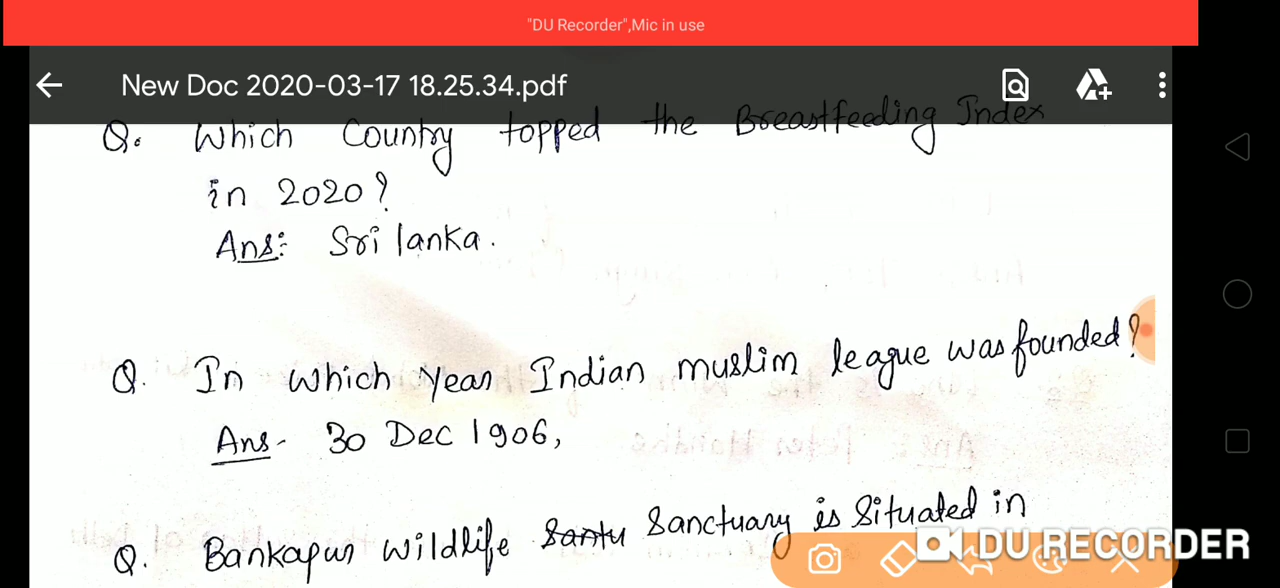 "DU Recorder",Mic in use
New Doc 2020-03-17 18.25.34.pdf
Q. Which Country topped the Breastfeeding Index
in 2020?
Ans: Sri lanka.
Q. In which year Indian muslim league was founded?
Ans- 30 Dec 1906,
Q. Bankapur wildlife Santu Sanctuary is Situated in
DU RECORDER